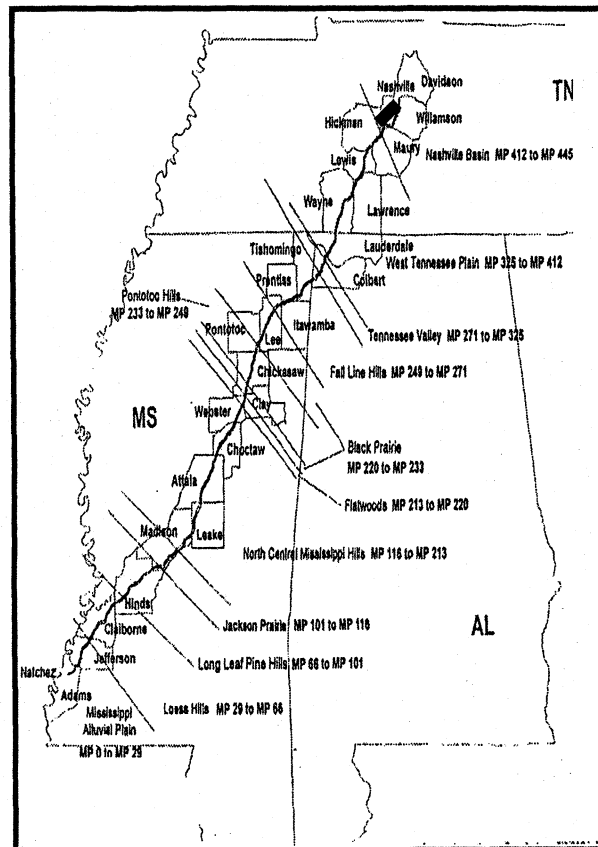 Nashville
Davidson
TN
Hickman
Williamson
Maury
Nashville Basin MP 412 to MP 445
Lewis
Wayne
Lawrence
Lauderdale
Tishomingo
West Tennessee Plain MP 325 to MP 412
Colbert
Prentiss
Pontotoc Hills
MP 233 to MP 249
Itawamba
Pontotoc
Lee
Tennessee Valley MP 271 to MP 325
Chickasaw
Fall Line Hills MP 249 to MP 271
MS
Webster
Clay
Choctaw
Black Prairie
MP 220 to MP 233
Attala
Flatwoods MP 213 to MP 220
Madison
Leake
North Central Mississippi Hills MP 116 to MP 213
Hinds
Jackson Prairie MP 101 to MP 116
AL
Claiborne
Jefferson
Long Leaf Pine Hills MP 66 to MP 101
Natchez
Adams
Loess Hills MP 29 to MP 66
Mississippi
Alluvial Plain
MP 0 to MP 29